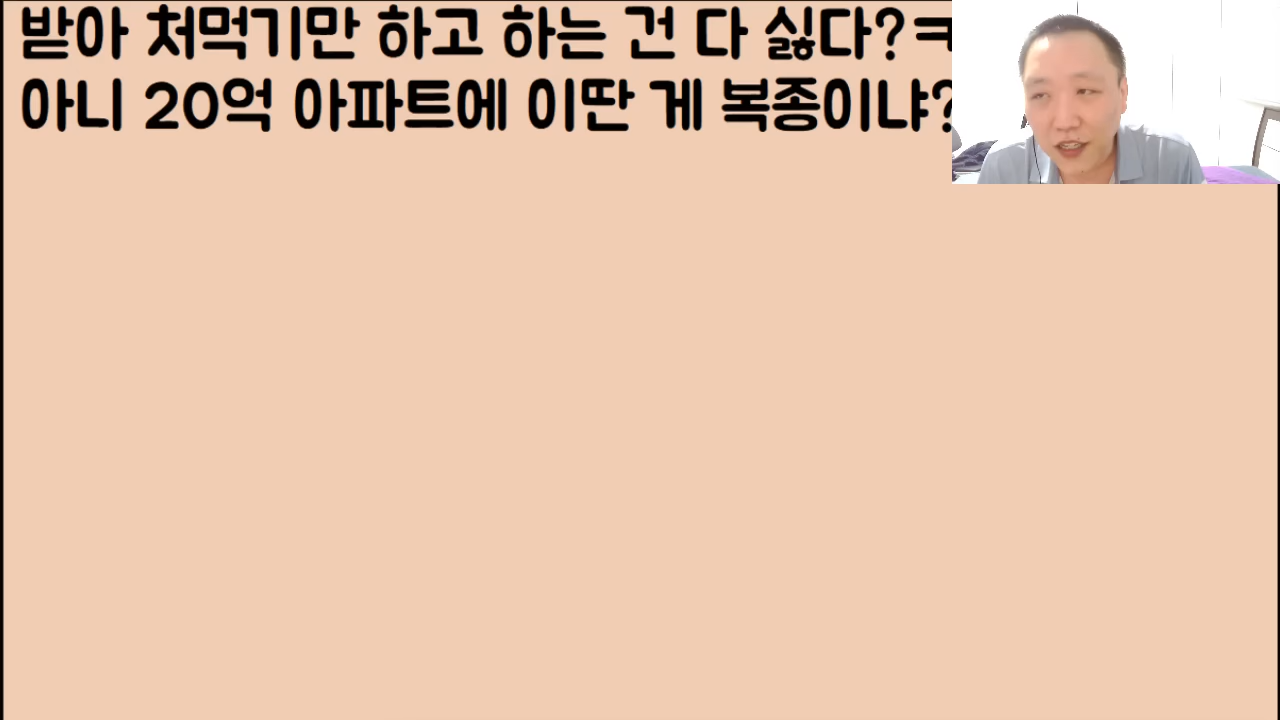 받아 처먹기만 하고 하는 건 다 싫다?ㅋ
아니 20억 아파트에 이딴 게 복종이냐?